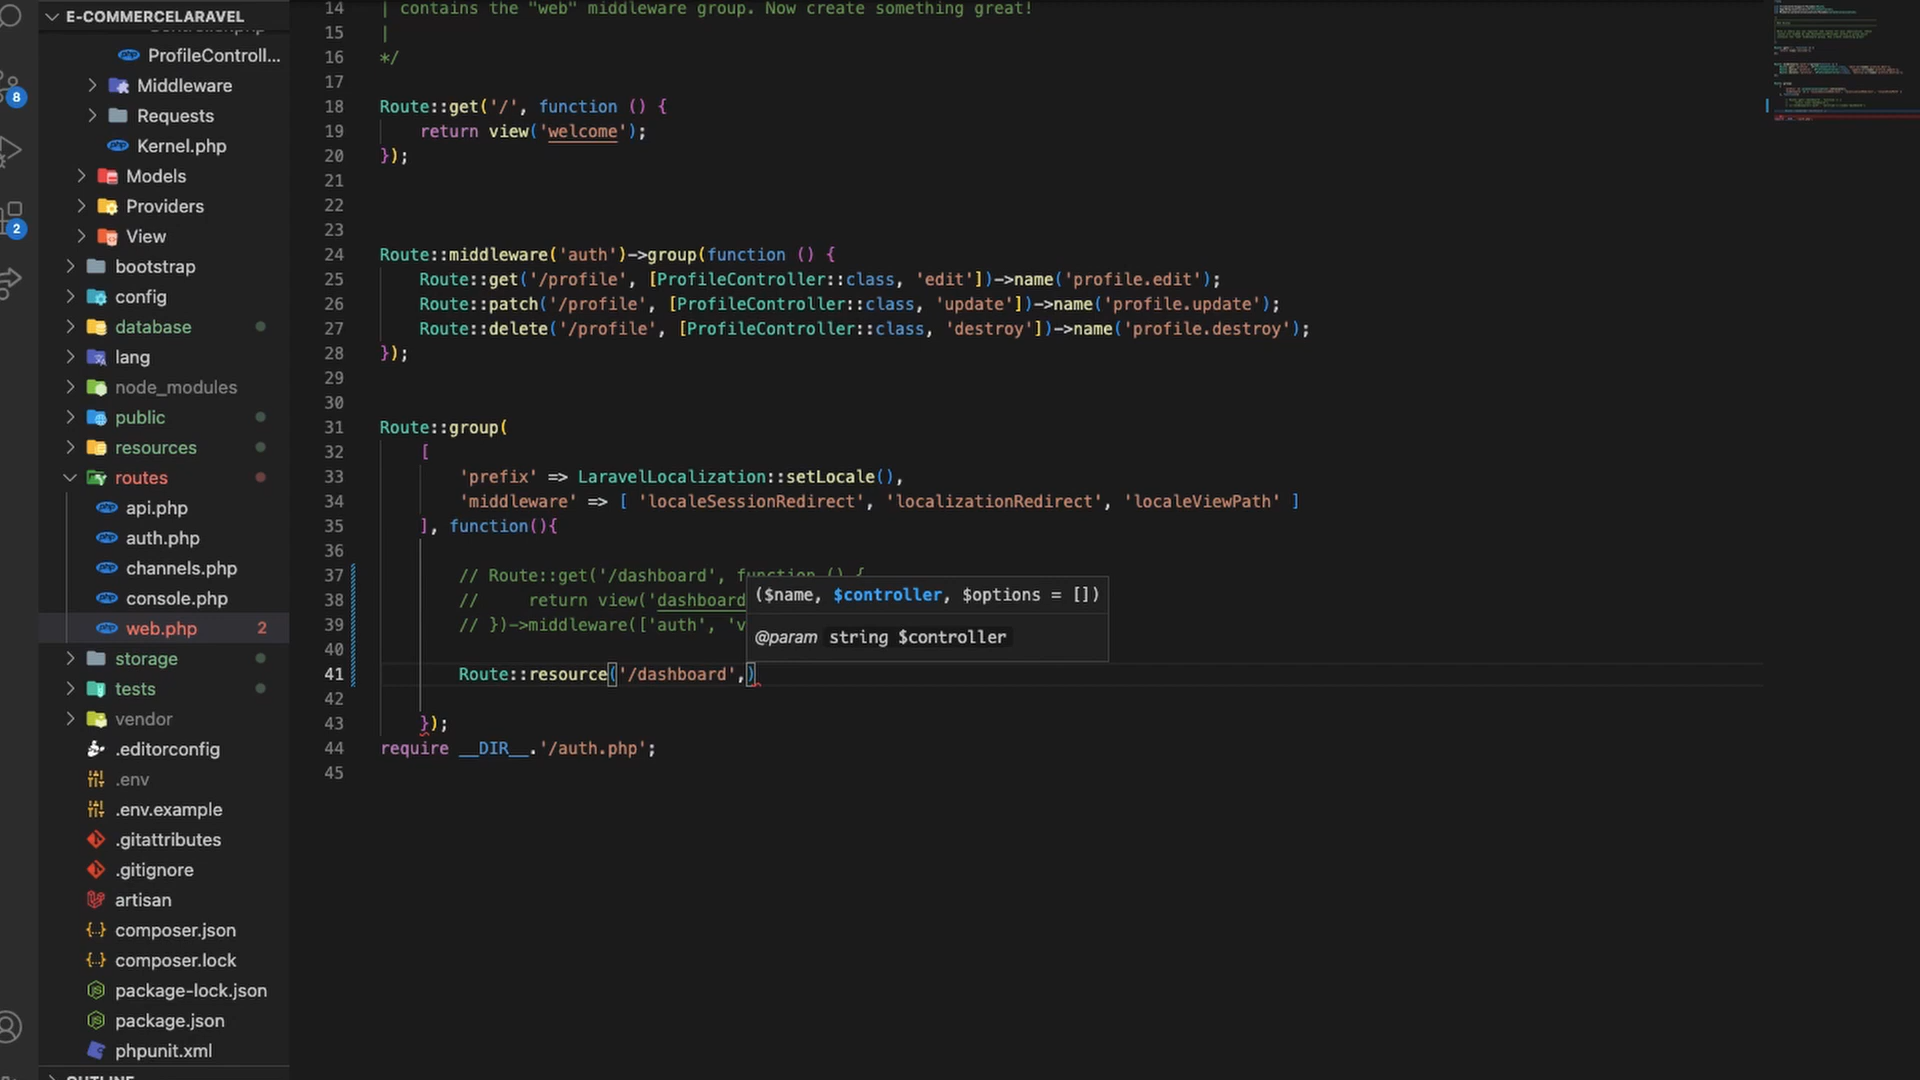 E-COMMERCELARAVEL
ProfileControll...
Middleware
Requests
Kernel.php
Models
Providers
View
bootstrap
config
database
lang
node_modules
public
resources
routes
api.php
auth.php
channels.php
console.php
web.php 2
storage
tests
vendor
.editorconfig
.env
.env.example
.gitattributes
.gitignore
artisan
composer.json
composer.lock
package-lock.json
package.json
phpunit.xml
OUTLINE
8
2
14 | contains the "web" middleware group. Now create something great!
15 |
16 */
17
18 Route::get('/', function () {
19 return view('welcome');
20 });
21
22
23
24 Route::middleware('auth')->group(function () {
25 Route::get('/profile', [ProfileController::class, 'edit'])->name('profile.edit');
26 Route::patch('/profile', [ProfileController::class, 'update'])->name('profile.update');
27 Route::delete('/profile', [ProfileController::class, 'destroy'])->name('profile.destroy');
28 });
29
30
31 Route::group(
32 [
33 'prefix' => LaravelLocalization::setLocale(),
34 'middleware' => [ 'localeSessionRedirect', 'localizationRedirect', 'localeViewPath' ]
35 ], function(){
36
37 // Route::get('/dashboard', function () {
38 // return view('dashboard
39 // })->middleware(['auth', 'v
40
41 Route::resource('/dashboard',)
42
43 });
44 require __DIR__.'/auth.php';
45
($name, $controller, $options = [])
@param string $controller